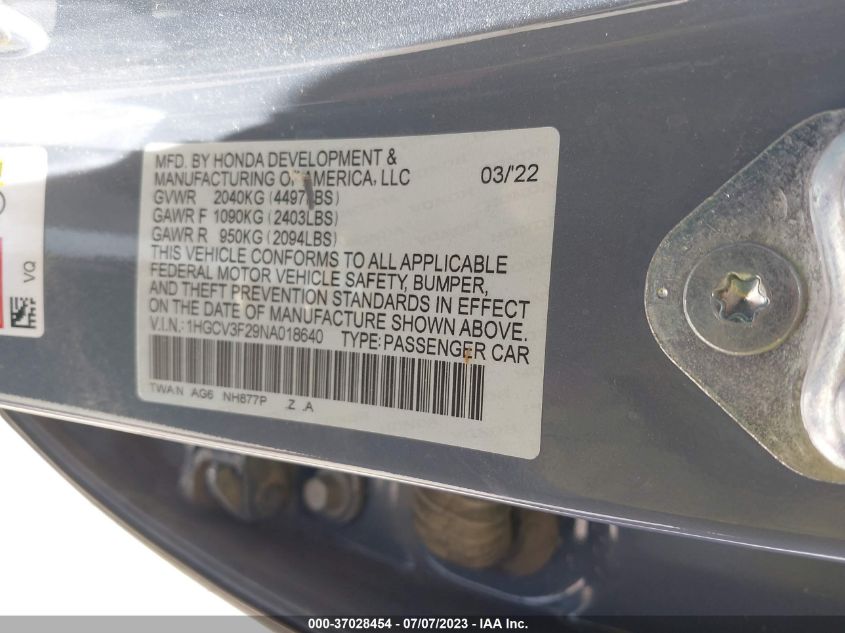 MFD. BY HONDA DEVELOPMENT &
MANUFACTURING OF AMERICA, LLC 03/'22
GVWR 2040KG (4497LBS)
GAWR F 1090KG (2403LBS)
GAWR R 950KG (2094LBS)
THIS VEHICLE CONFORMS TO ALL APPLICABLE
FEDERAL MOTOR VEHICLE SAFETY, BUMPER,
AND THEFT PREVENTION STANDARDS IN EFFECT
ON THE DATE OF MANUFACTURE SHOWN ABOVE.
V.I.N.: 1HGCV3F29NA018640 TYPE: PASSENGER CAR
TWAN AG6 NH877P .Z .A
VQ
000-37028454 - 07/07/2023 - Copyright © IAA, Inc.